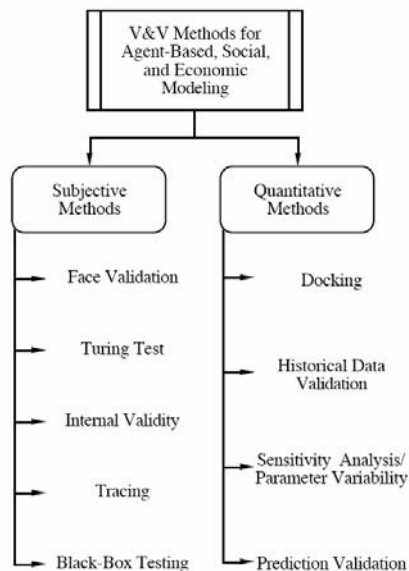 V&V Methods for
Agent-Based, Social,
and Economic
Modeling
Subjective
Methods
Face Validation
Turing Test
Internal Validity
Tracing
Black-Box Testing
Quantitative
Methods
Docking
Historical Data
Validation
Sensitivity Analysis/
Parameter Variability
Prediction Validation